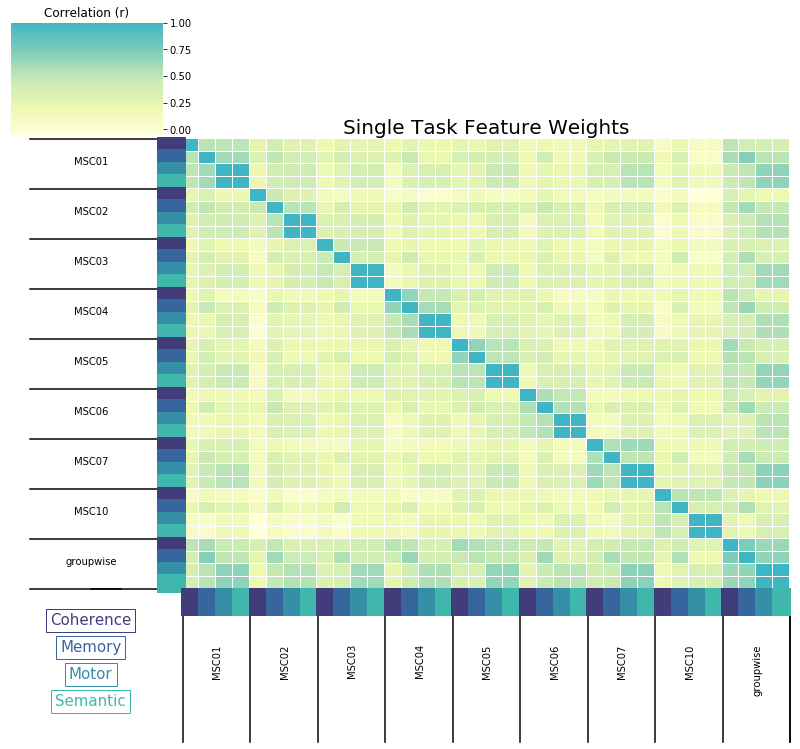 Correlation (r)
1.00
0.75
0.50
0.25
0.00
Single Task Feature Weights
MSC01
MSC02
MSC03
MSC04
MSC05
MSC06
MSC07
MSC10
groupwise
Coherence
Memory
Motor
Semantic
MSC01
MSC02
MSC03
MSC04
MSC05
MSC06
MSC07
MSC10
groupwise